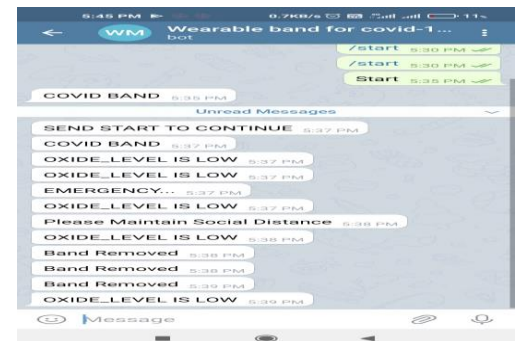 5:45 PM
0.7KB/s
11%
WM Wearable band for covid-1...
bot
/start 5:30 PM
/start 5:30 PM
Start 5:35 PM
COVID BAND 5:35 PM
Unread Messages
SEND START TO CONTINUE 5:37 PM
COVID BAND 5:37 PM
OXIDE_LEVEL IS LOW 5:37 PM
OXIDE_LEVEL IS LOW 5:37 PM
EMERGENCY... 5:37 PM
OXIDE_LEVEL IS LOW 5:37 PM
Please Maintain Social Distance 5:38 PM
OXIDE_LEVEL IS LOW 5:38 PM
Band Removed 5:38 PM
Band Removed 5:38 PM
Band Removed 5:39 PM
OXIDE_LEVEL IS LOW 5:39 PM
Message